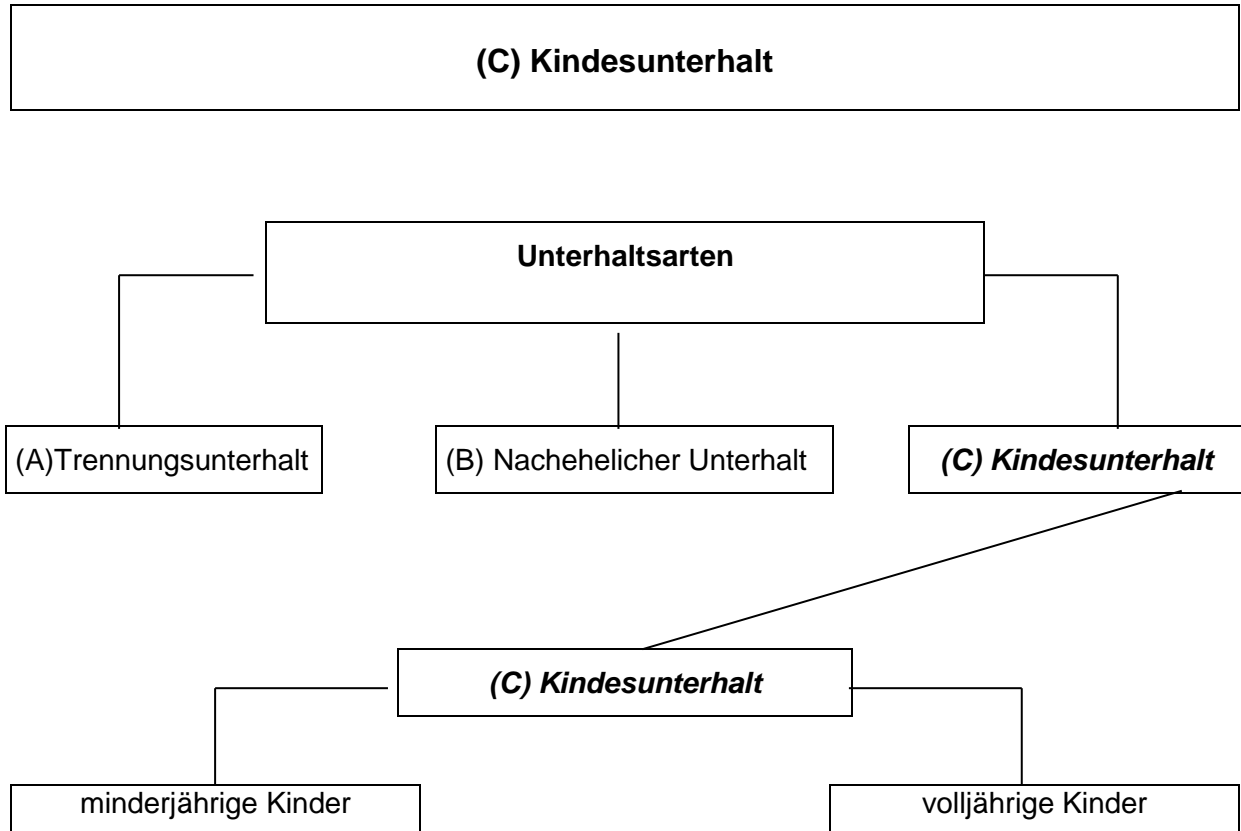 (C) Kindesunterhalt
Unterhaltsarten
(A)Trennungsunterhalt
(B) Nachehelicher Unterhalt
(C) Kindesunterhalt
(C) Kindesunterhalt
minderjährige Kinder
volljährige Kinder